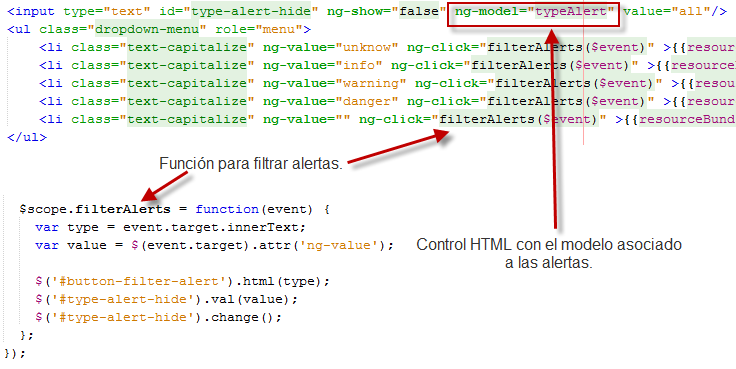 <input type="text" id="type-alert-hide" ng-show="false" ng-model="typeAlert" value="all"/>
<ul class="dropdown-menu" role="menu">
<li class="text-capitalize" ng-value="unknow" ng-click="filterAlerts($event)" >{{resour
<li class="text-capitalize" ng-value="info" ng-click="filterAlerts($event)" >{{resourceB
<li class="text-capitalize" ng-value="warning" ng-click="filterAlerts($event)" >{{resou
<li class="text-capitalize" ng-value="danger" ng-click="filterAlerts($event)" >{{resour
<li class="text-capitalize" ng-value="" ng-click="filterAlerts($event)" >{{resourceBund
</ul>
Función para filtrar alertas.
$scope.filterAlerts = function(event) {
var type = event.target.innerText;
var value = $(event.target).attr('ng-value');
$('#button-filter-alert').html(type);
$('#type-alert-hide').val(value);
$('#type-alert-hide').change();
};
});
Control HTML con el modelo asociado
a las alertas.